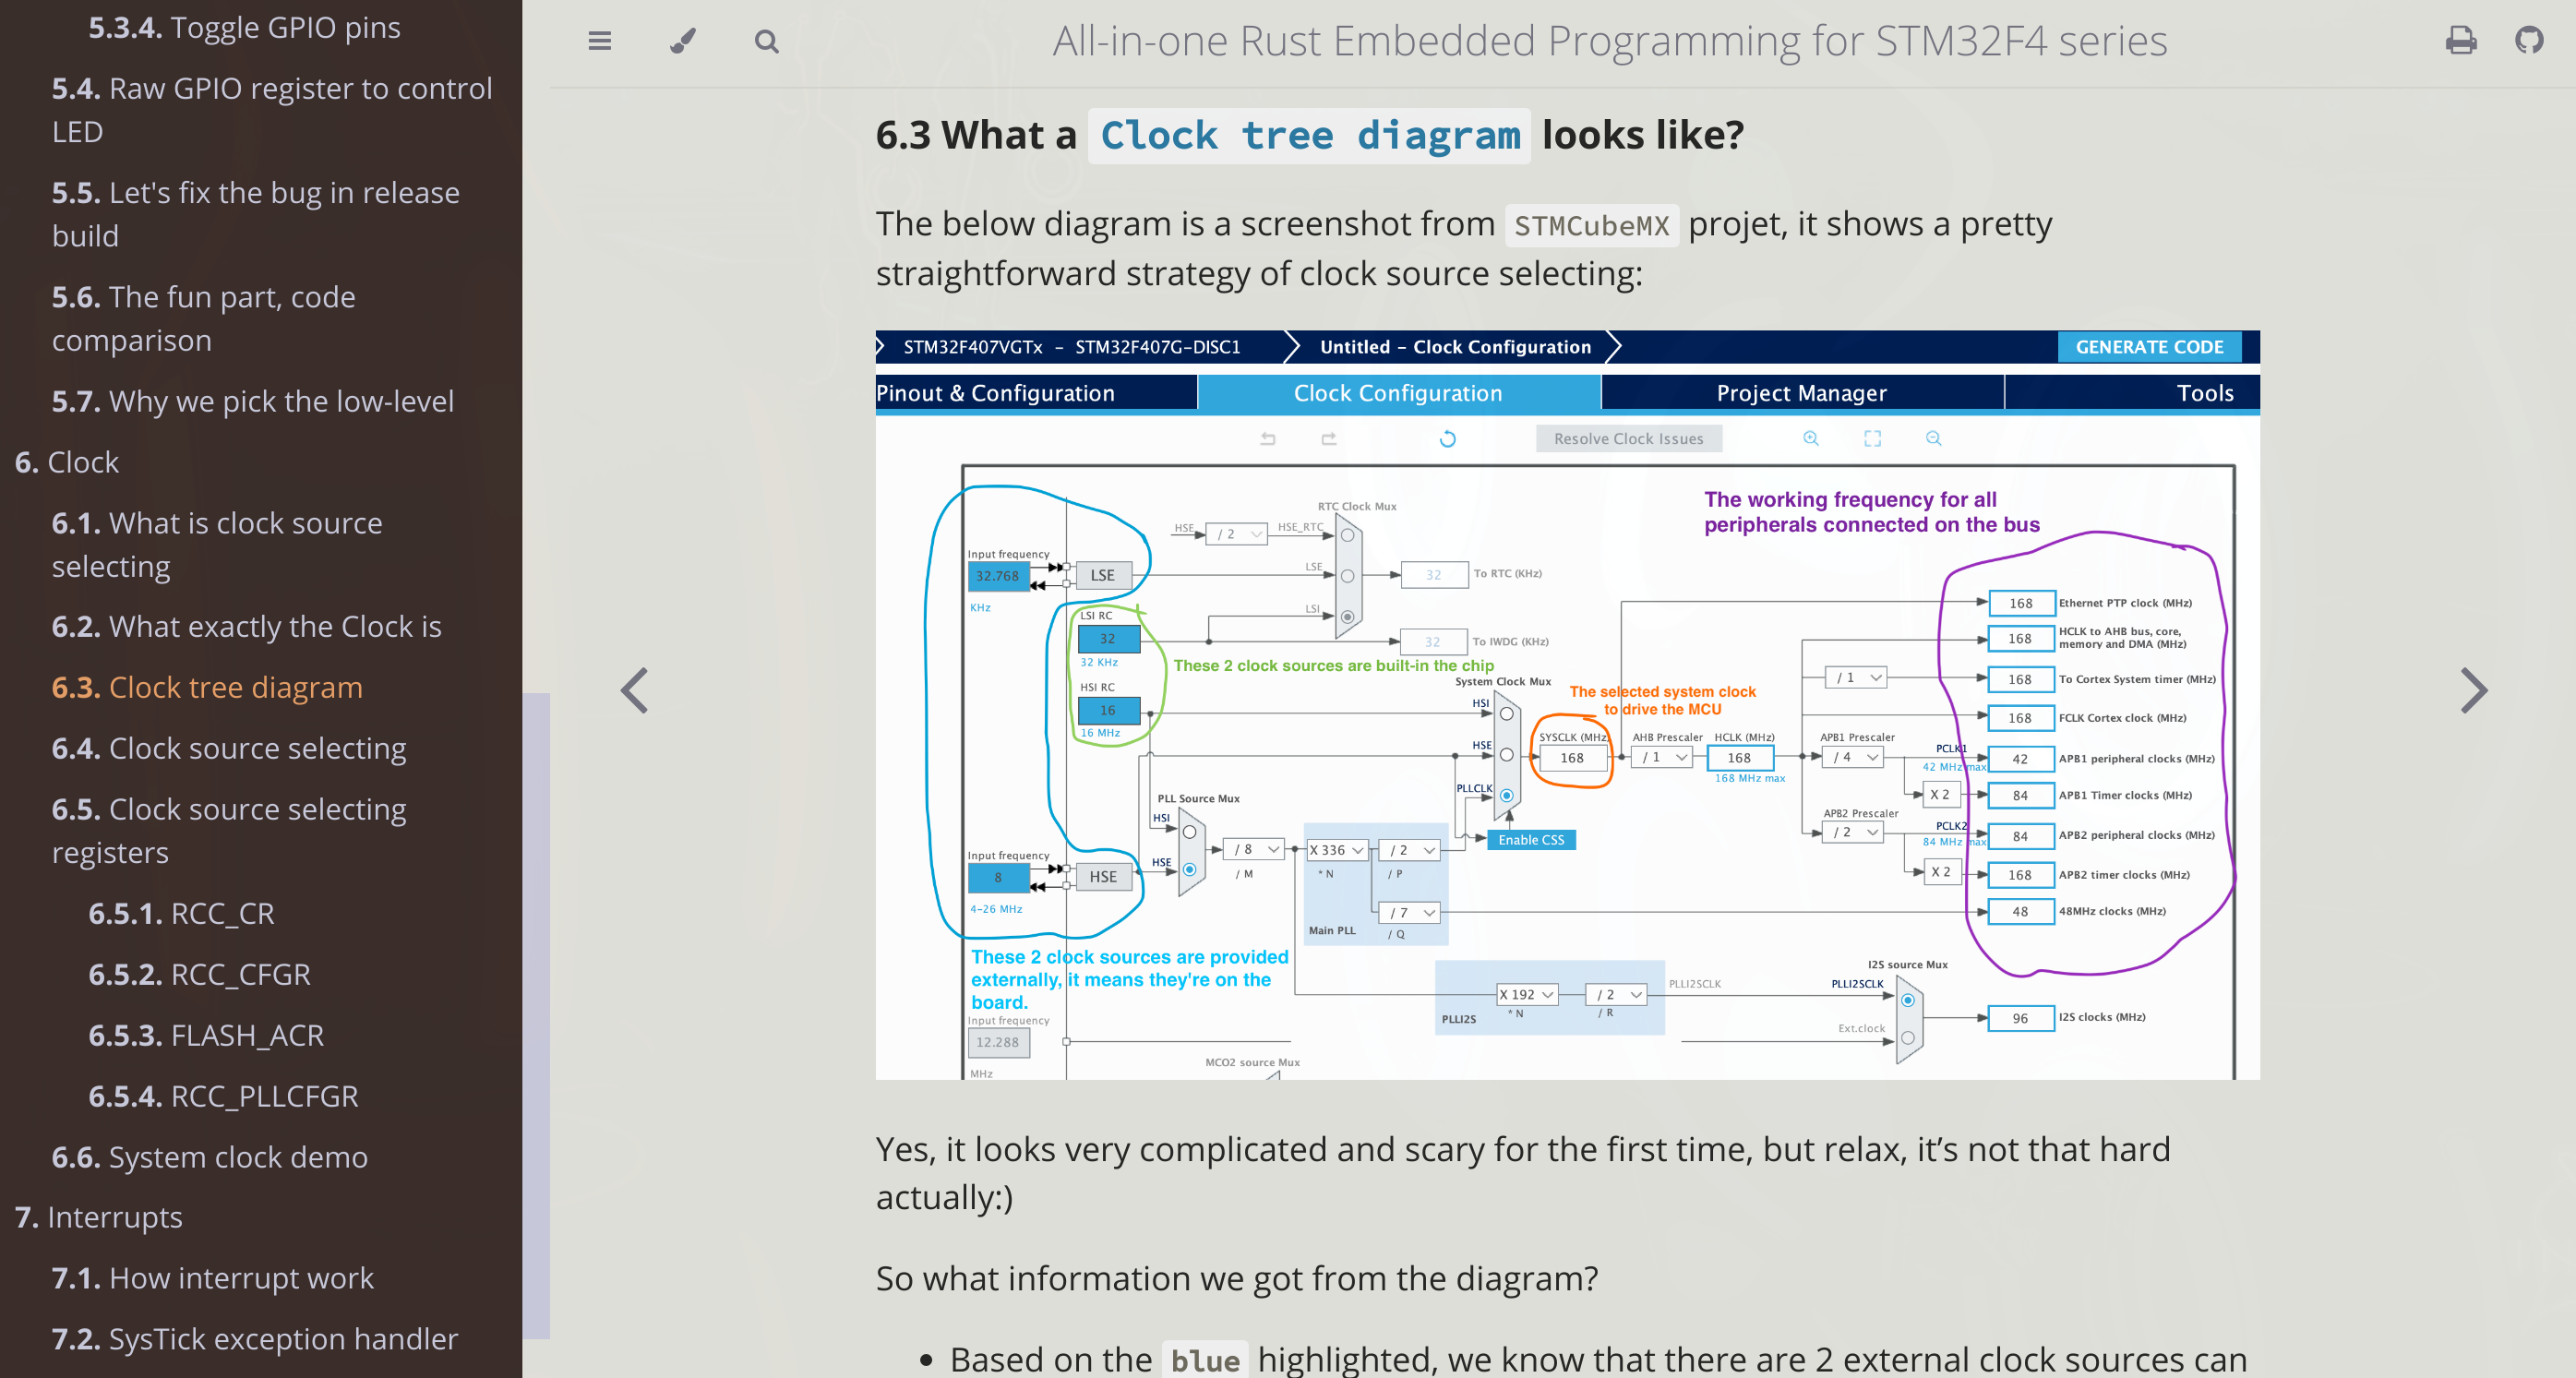 5.3.4. Toggle GPIO pins
5.4. Raw GPIO register to control
LED
5.5. Let's fix the bug in release
build
5.6. The fun part, code
comparison
5.7. Why we pick the low-level
6. Clock
6.1. What is clock source
selecting
6.2. What exactly the Clock is
6.3. Clock tree diagram
6.4. Clock source selecting
6.5. Clock source selecting
registers
6.5.1. RCC_CR
6.5.2. RCC_CFGR
6.5.3. FLASH_ACR
6.5.4. RCC_PLLCFGR
6.6. System clock demo
7. Interrupts
7.1. How interrupt work
7.2. SysTick exception handler
All-in-one Rust Embedded Programming for STM32F4 series
6.3 What a Clock tree diagram looks like?
The below diagram is a screenshot from STMCubeMX projet, it shows a pretty
straightforward strategy of clock source selecting:
STM32F407VGTx - STM32F407G-DISC1
Untitled - Clock Configuration
GENERATE CODE
Pinout & Configuration
Clock Configuration
Project Manager
Tools
Resolve Clock Issues
The working frequency for all
peripherals connected on the bus
RTC Clock Mux
HSE
/ 2
HSE_RTC
Input frequency
32.768
KHz
LSE
LSE
32
To RTC (KHz)
LSI RC
32
32 KHz
LSI
32
To IWDG (KHz)
These 2 clock sources are built-in the chip
HSI RC
16
16 MHz
System Clock Mux
HSI
HSE
PLLCLK
Enable CSS
The selected system clock
to drive the MCU
SYSCLK (MHz)
168
AHB Prescaler
/ 1
HCLK (MHz)
168
168 MHz max
168
Ethernet PTP clock (MHz)
168
HCLK to AHB bus, core,
memory and DMA (MHz)
/ 1
168
To Cortex System timer (MHz)
168
FCLK Cortex clock (MHz)
APB1 Prescaler
/ 4
PCLK1
42 MHz max
42
APB1 peripheral clocks (MHz)
X 2
84
APB1 Timer clocks (MHz)
APB2 Prescaler
/ 2
PCLK2
84 MHz max
84
APB2 peripheral clocks (MHz)
X 2
168
APB2 timer clocks (MHz)
48
48MHz clocks (MHz)
PLL Source Mux
HSI
HSE
Input frequency
8
4-26 MHz
HSE
/ 8
/ M
X 336
* N
/ 2
/ P
/ 7
/ Q
Main PLL
These 2 clock sources are provided
externally, it means they're on the
board.
Input frequency
12.288
MHz
PLLI2S
X 192
* N
/ 2
/ R
PLLI2SCLK
I2S source Mux
PLLI2SCLK
Ext.clock
96
I2S clocks (MHz)
MCO2 source Mux
Yes, it looks very complicated and scary for the first time, but relax, it’s not that hard
actually:)
So what information we got from the diagram?
• Based on the blue highlighted, we know that there are 2 external clock sources can